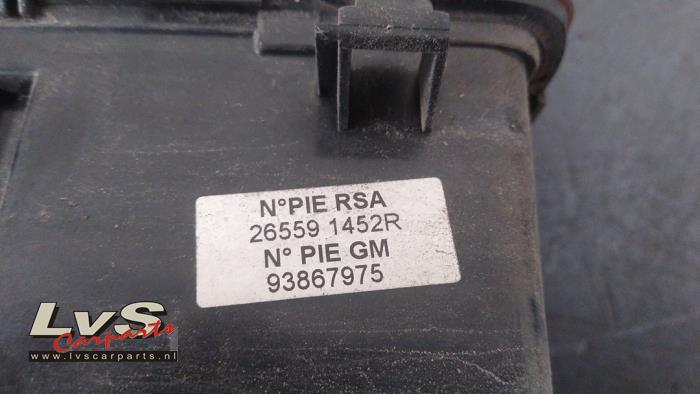 N°PIE RSA
26559 1452R
N° PIE GM
93867975
LvS
Carparts
www.lvscarparts.nl